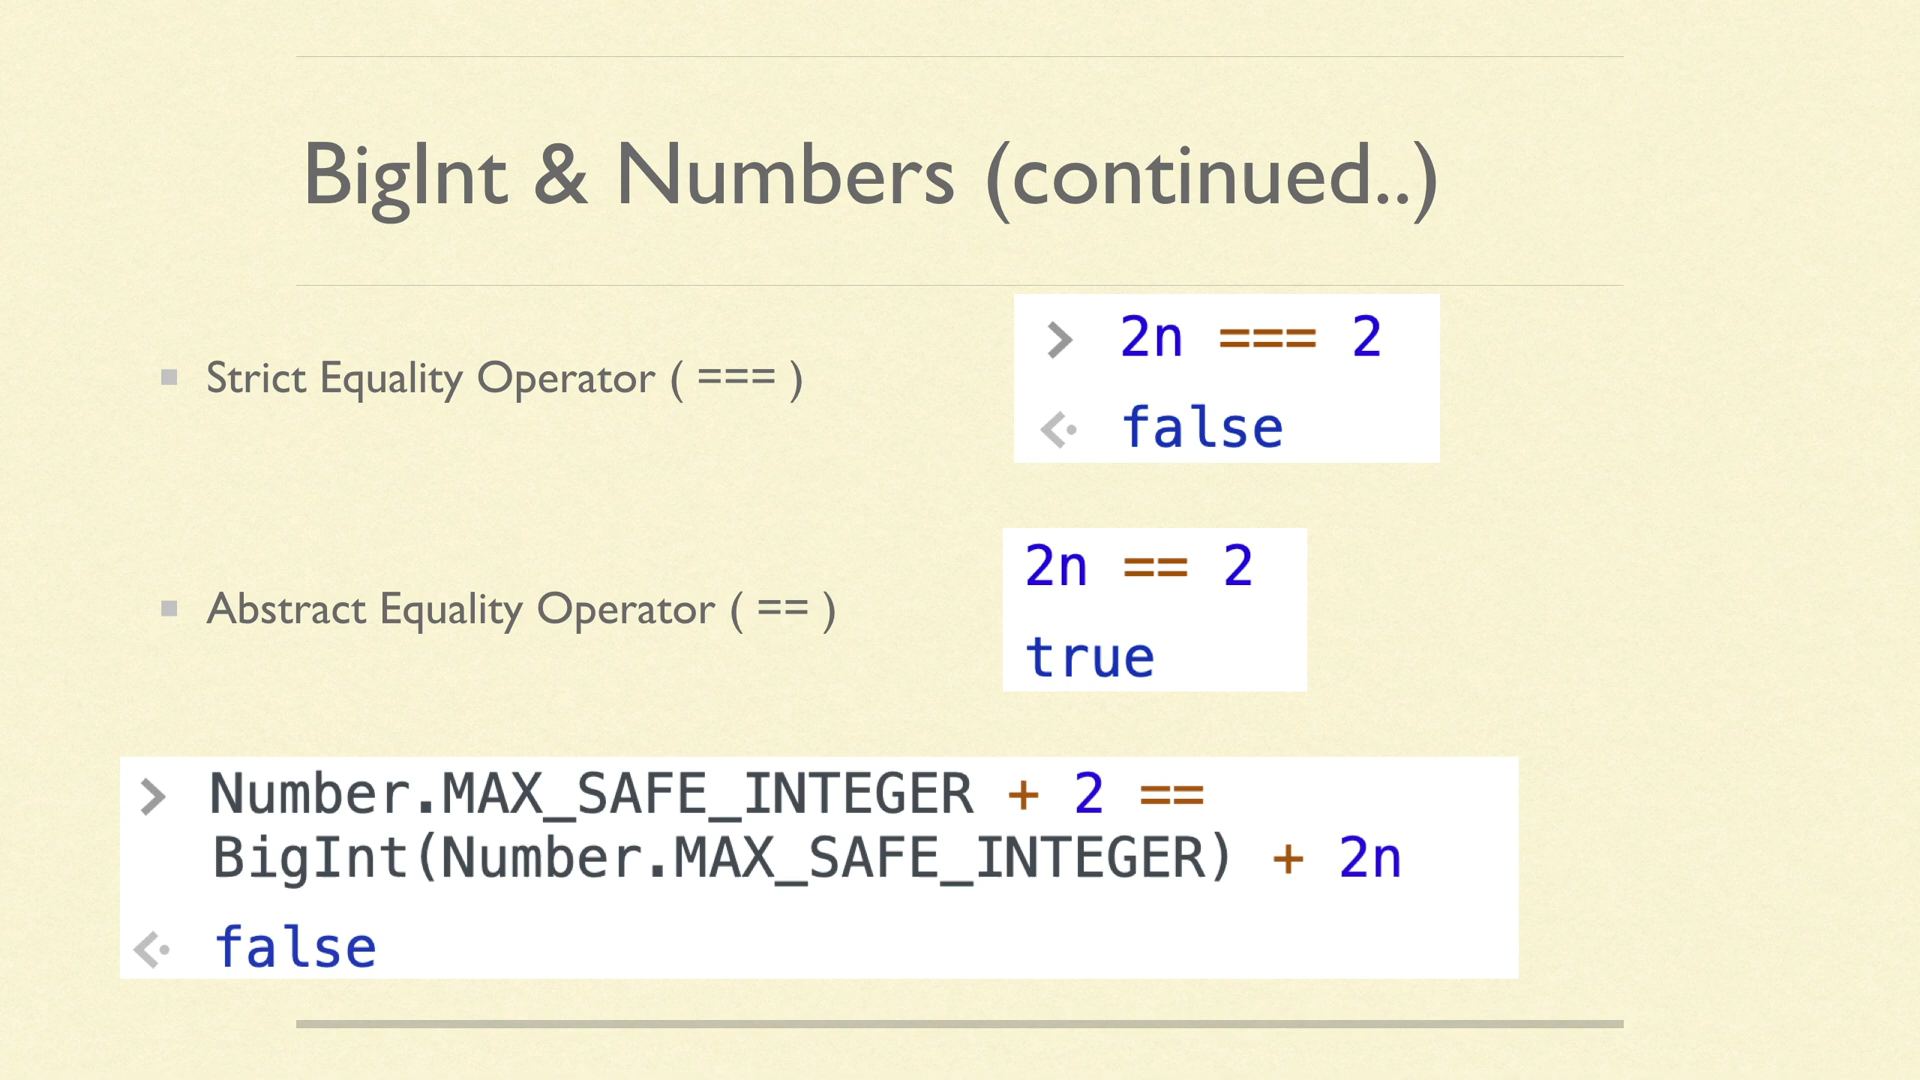 BigInt & Numbers (continued..)
Strict Equality Operator ( === )
> 2n === 2
false
Abstract Equality Operator ( == )
2n == 2
true
> Number.MAX_SAFE_INTEGER + 2 ==
BigInt(Number.MAX_SAFE_INTEGER) + 2n
false